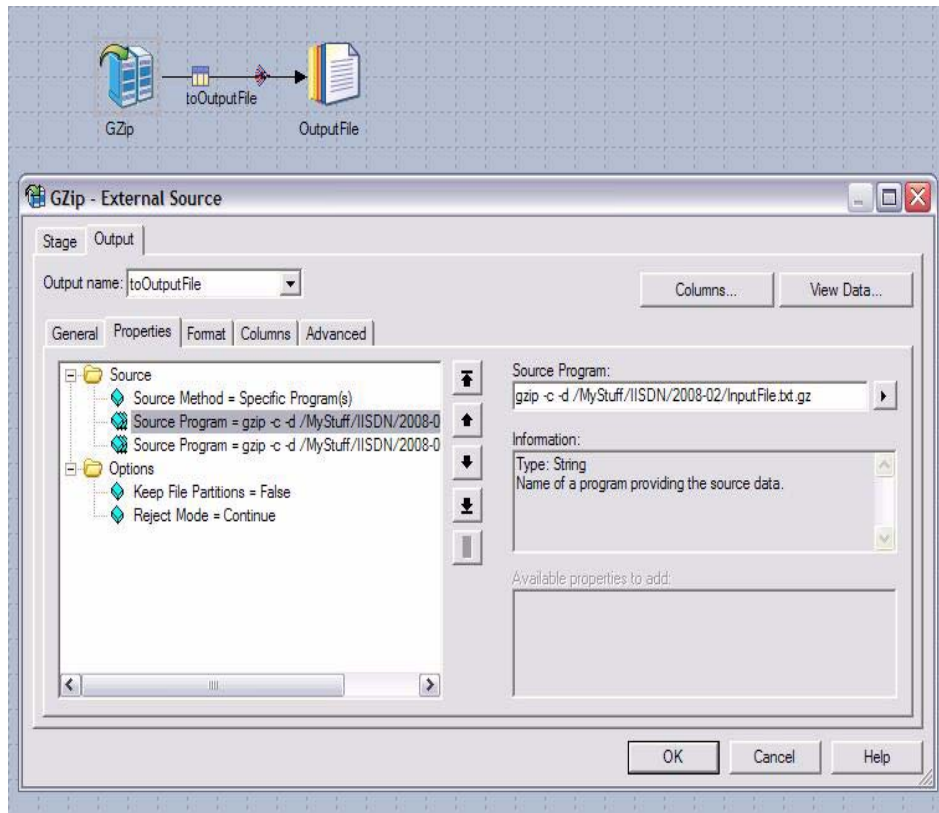 toOutputFile
GZip
OutputFile
GZip - External Source
Stage
Output
Output name:
toOutputFile
Columns...
View Data...
General
Properties
Format
Columns
Advanced
Source
Source Method = Specific Program(s)
Source Program = gzip -c -d /MyStuff/IISDN/2008-0
Source Program = gzip -c -d /MyStuff/IISDN/2008-0
Options
Keep File Partitions = False
Reject Mode = Continue
Source Program:
gzip -c -d /MyStuff/IISDN/2008-02/InputFile.txt.gz
Information:
Type: String
Name of a program providing the source data.
Available properties to add:
OK
Cancel
Help